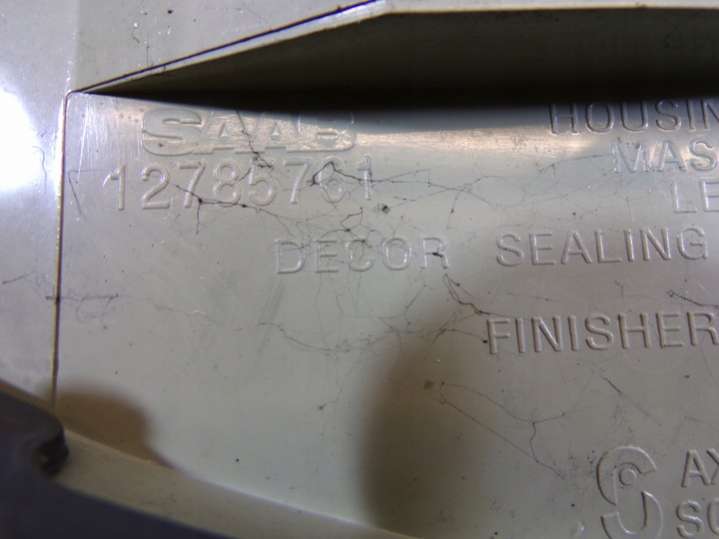 SAAB
12785761
HOUSIN
MAS
LE
DECOR SEALING
FINISHER
AX
SC